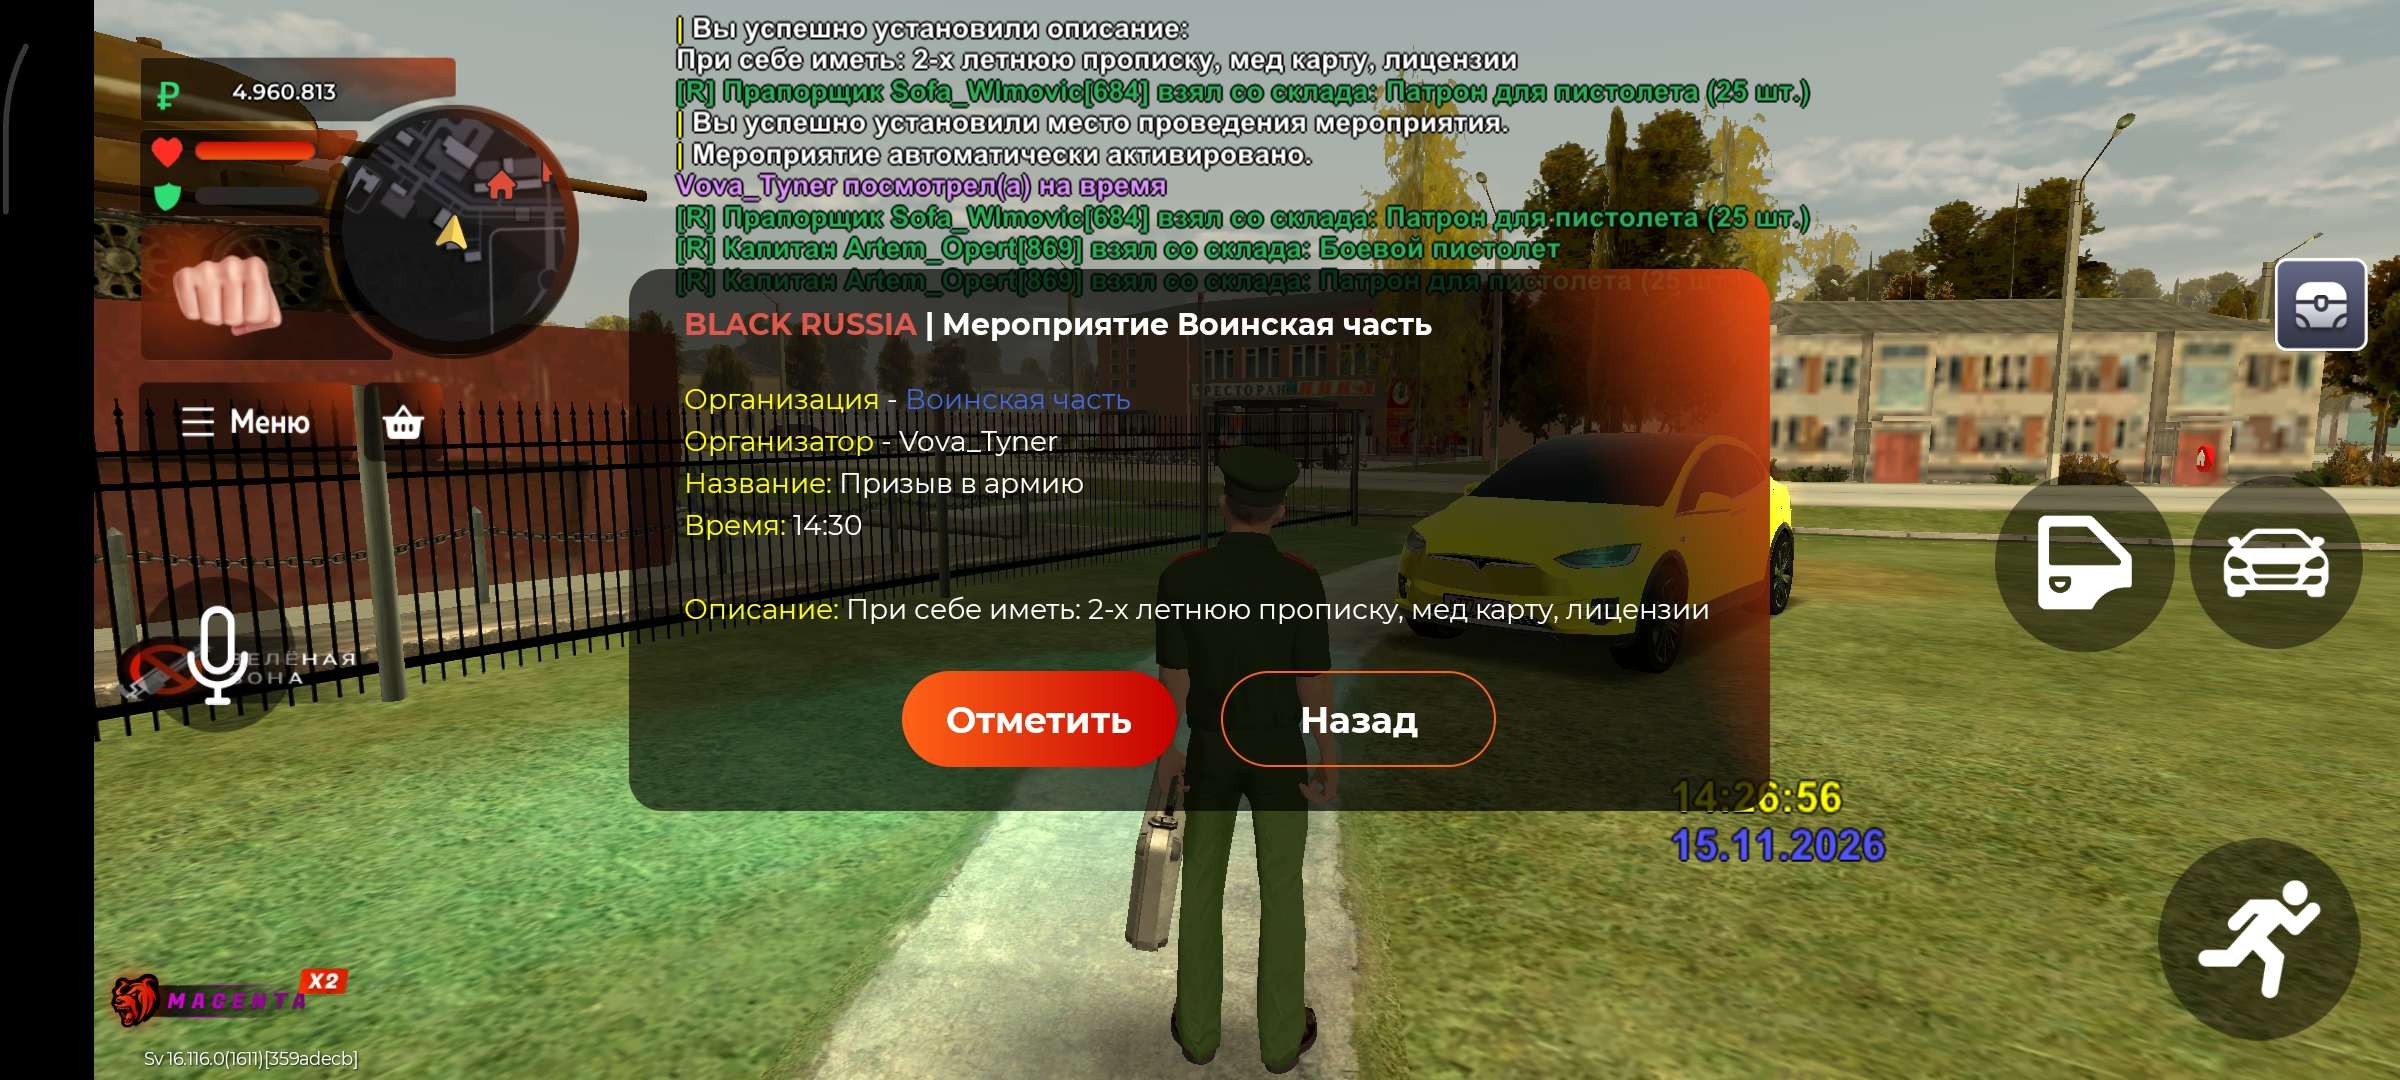 | Вы успешно установили описание:
При себе иметь: 2-х летнюю прописку, мед карту, лицензии
[R] Прапорщик Sofa_Wlmovic[684] взял со склада: Патрон для пистолета (25 шт.)
| Вы успешно установили место проведения мероприятия.
| Мероприятие автоматически активировано.
Vova_Tyner посмотрел(а) на время
[R] Прапорщик Sofa_Wlmovic[684] взял со склада: Патрон для пистолета (25 шт.)
[R] Капитан Artem_Opert[869] взял со склада: Боевой пистолет
[R] Капитан Artem_Opert[869] взял со склада: Патрон для пистолета (25 шт.)
4.960.813
Меню
BLACK RUSSIA | Мероприятие Воинская часть
РЕСТОРАН
Организация - Воинская часть
Организатор - Vova_Tyner
Название: Призыв в армию
Время: 14:30
Описание: При себе иметь: 2-х летнюю прописку, мед карту, лицензии
Отметить
Назад
ЗЕЛЁНАЯ
ЗОНА
14:26:56
15.11.2026
MAGENTA
X2
Sv 16.116.0(1611)[359adecb]